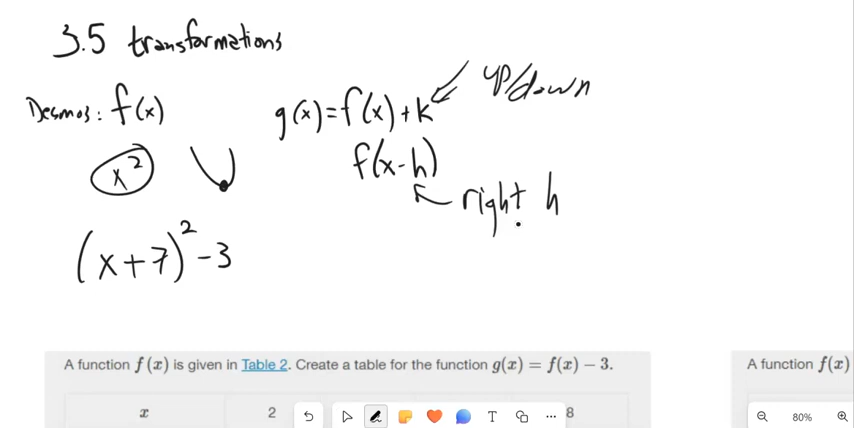 3.5 transformations
Desmos: f(x)
g(x)=f(x)+k
up/down
x²
f(x-h)
right h
(x+7)²-3
A function f(x) is given in Table 2. Create a table for the function g(x) = f(x) − 3.
x 2 8
A function f(x)
T ... 80%